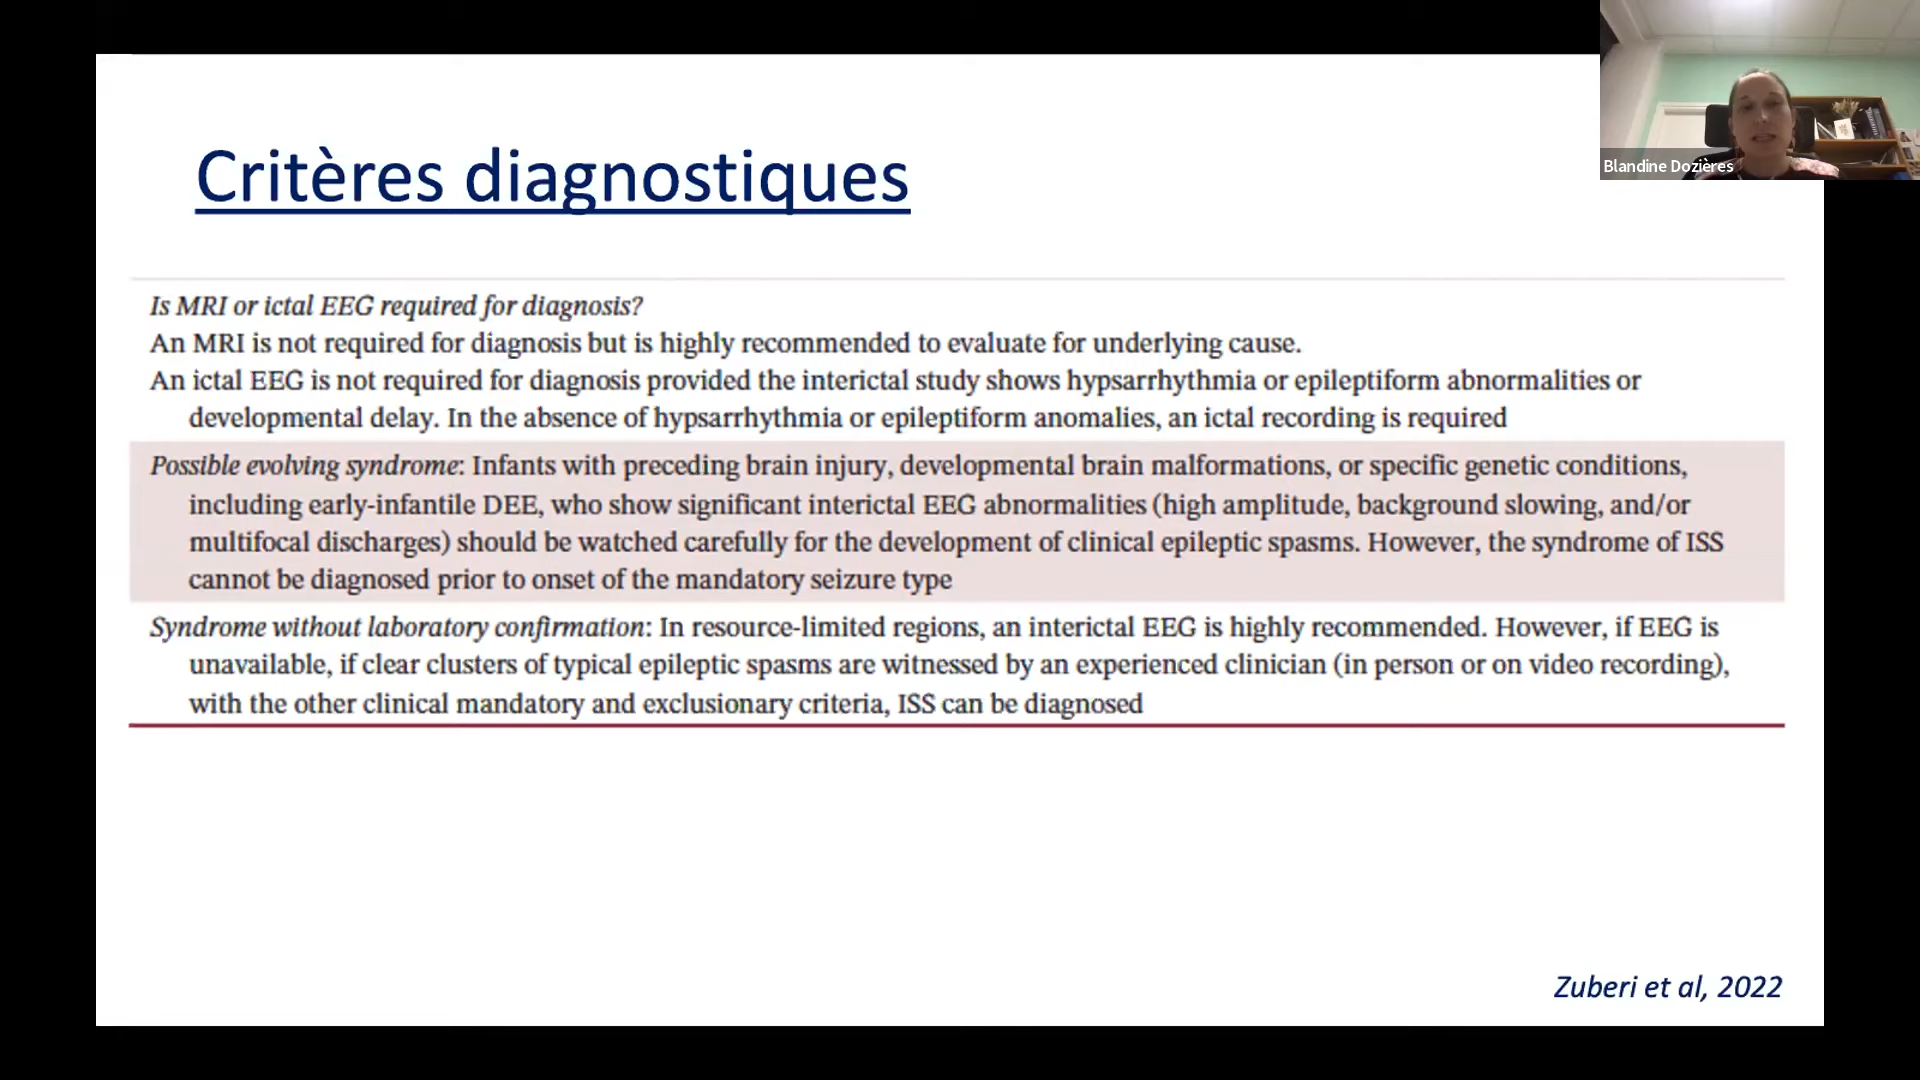 Blandine Dozières
Critères diagnostiques
Is MRI or ictal EEG required for diagnosis?
An MRI is not required for diagnosis but is highly recommended to evaluate for underlying cause.
An ictal EEG is not required for diagnosis provided the interictal study shows hypsarrhythmia or epileptiform abnormalities or
developmental delay. In the absence of hypsarrhythmia or epileptiform anomalies, an ictal recording is required
Possible evolving syndrome: Infants with preceding brain injury, developmental brain malformations, or specific genetic conditions,
including early-infantile DEE, who show significant interictal EEG abnormalities (high amplitude, background slowing, and/or
multifocal discharges) should be watched carefully for the development of clinical epileptic spasms. However, the syndrome of ISS
cannot be diagnosed prior to onset of the mandatory seizure type
Syndrome without laboratory confirmation: In resource-limited regions, an interictal EEG is highly recommended. However, if EEG is
unavailable, if clear clusters of typical epileptic spasms are witnessed by an experienced clinician (in person or on video recording),
with the other clinical mandatory and exclusionary criteria, ISS can be diagnosed
Zuberi et al, 2022